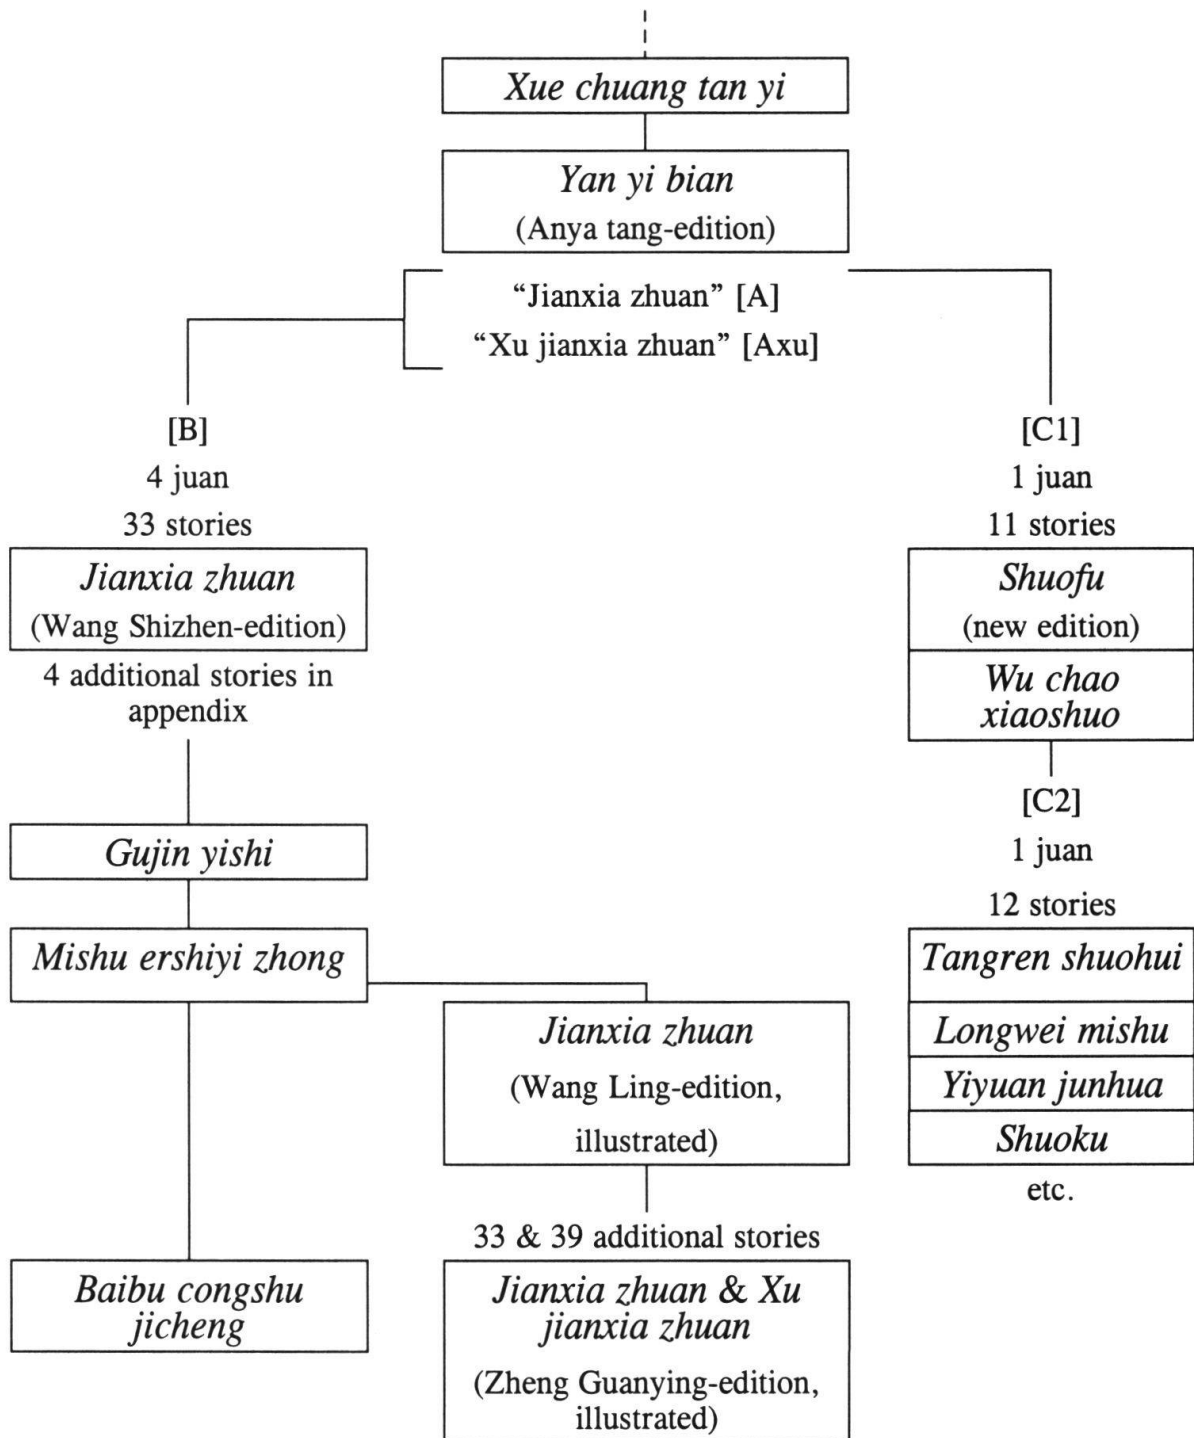 Xue chuang tan yi
Yan yi bian
(Anya tang-edition)
“Jianxia zhuan” [A]
“Xu jianxia zhuan” [Axu]
[B]
4 juan
33 stories
Jianxia zhuan
(Wang Shizhen-edition)
4 additional stories in
appendix
Gujin yishi
Mishu ershiyi zhong
Baibu congshu
jicheng
Jianxia zhuan
(Wang Ling-edition,
illustrated)
33 & 39 additional stories
Jianxia zhuan & Xu
jianxia zhuan
(Zheng Guanying-edition,
illustrated)
[C1]
1 juan
11 stories
Shuofu
(new edition)
Wu chao
xiaoshuo
[C2]
1 juan
12 stories
Tangren shuohui
Longwei mishu
Yiyuan junhua
Shuoku
etc.